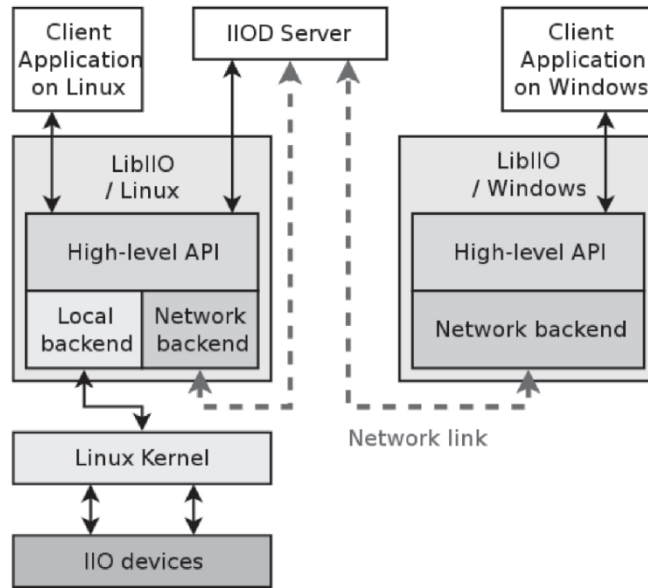 Client
Application
on Linux
IIOD Server
Client
Application
on Windows
LibIIO
/ Linux
LibIIO
/ Windows
High-level API
High-level API
Local
backend
Network
backend
Network backend
Network link
Linux Kernel
IIO devices